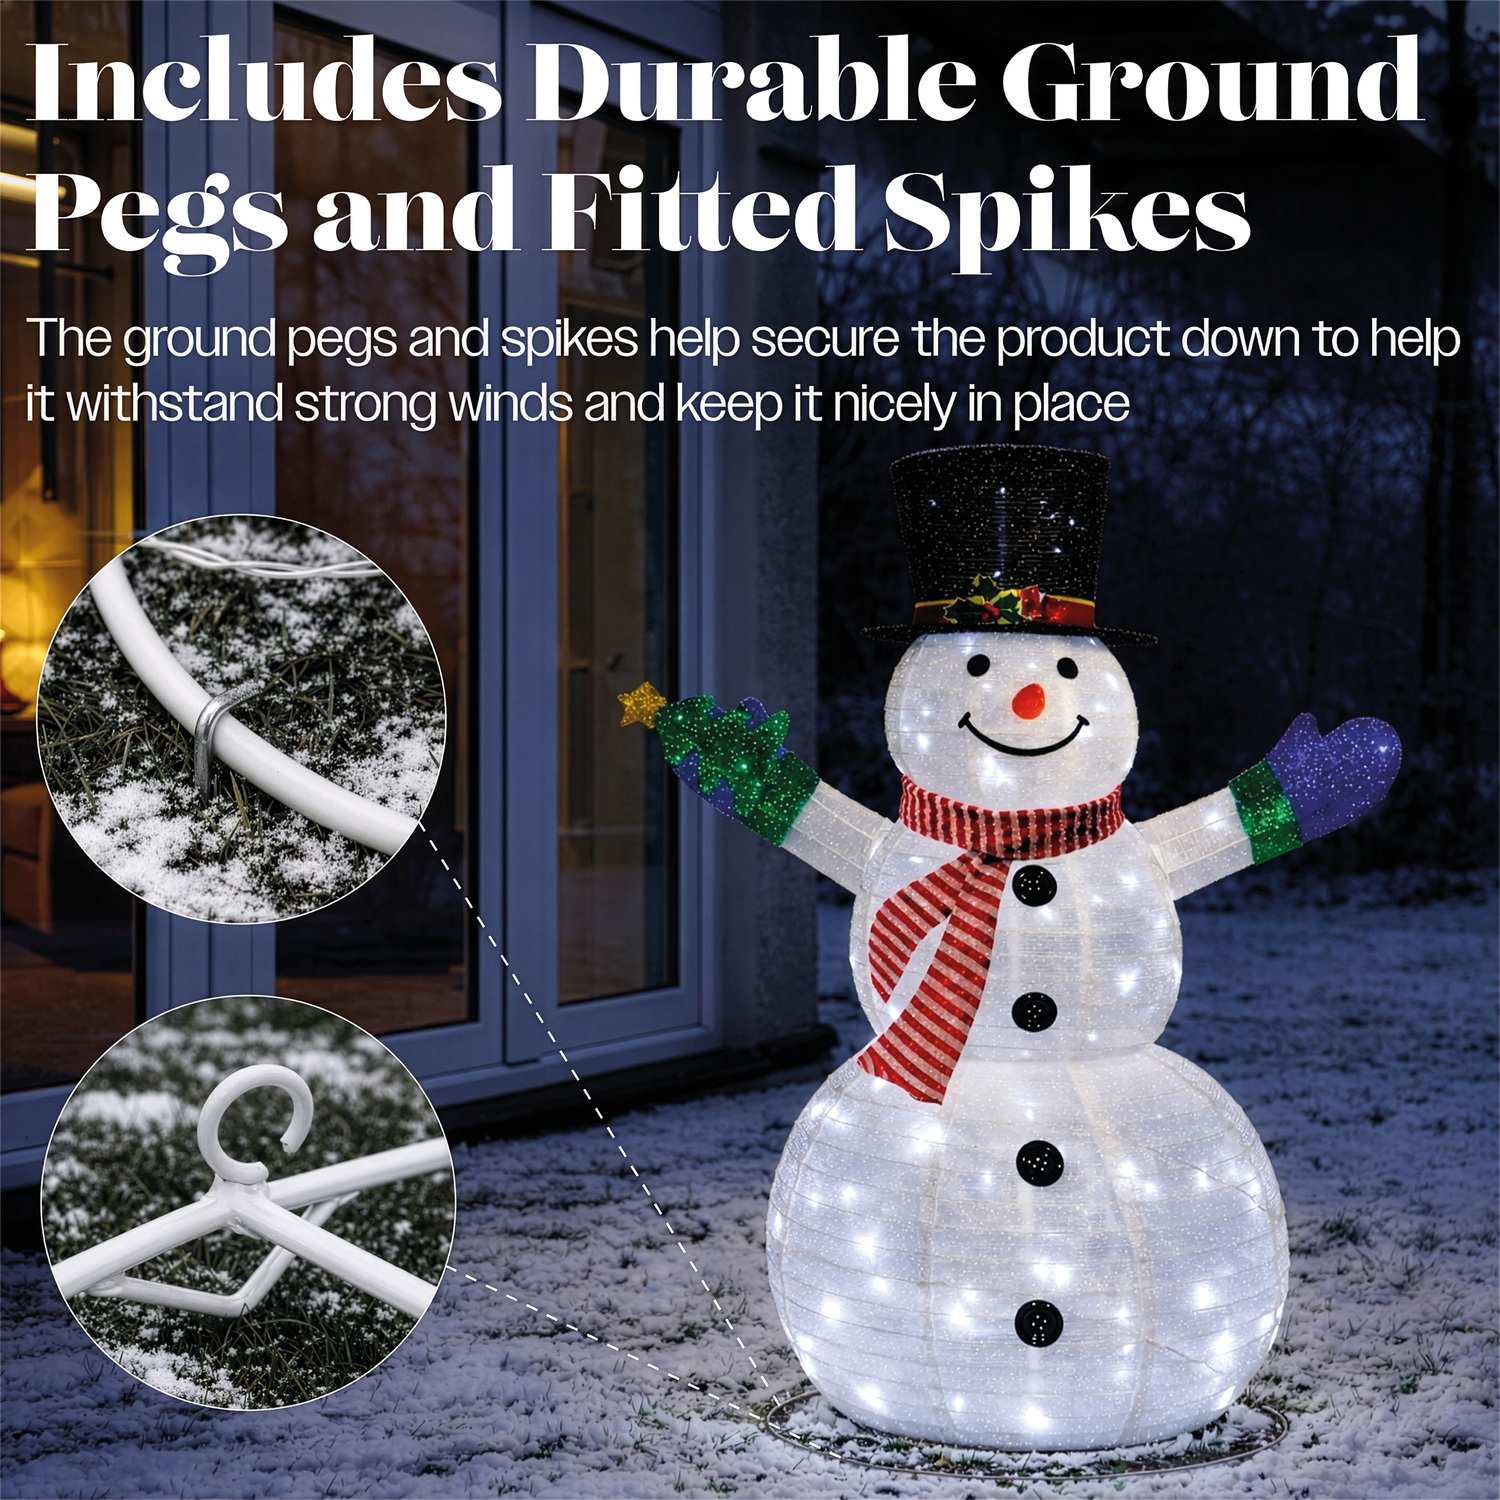 Includes Durable Ground
Pegs and Fitted Spikes
The ground pegs and spikes help secure the product down to help
it withstand strong winds and keep it nicely in place